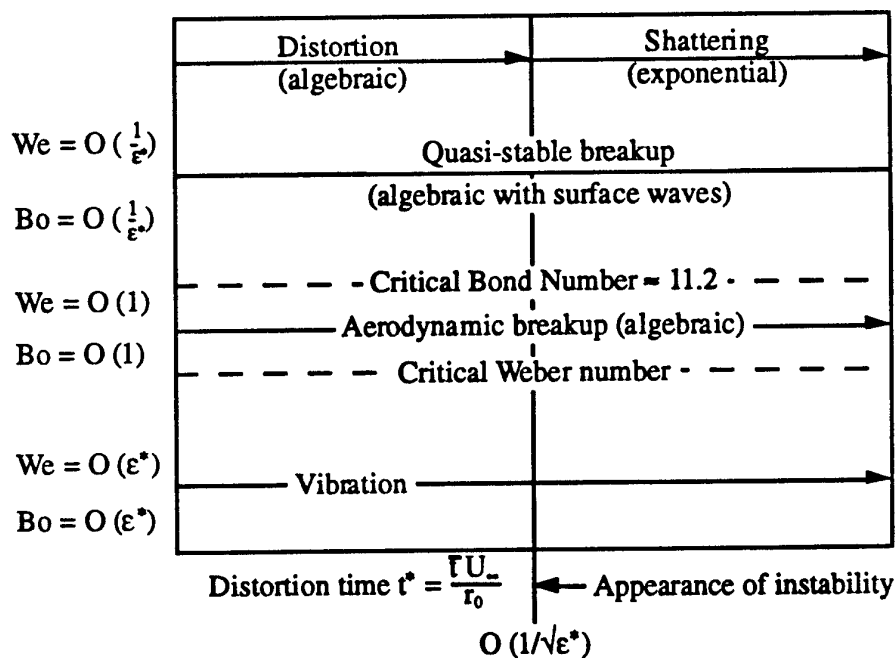 Distortion
(algebraic)
Shattering
(exponential)
We = O (1/ε*)
Quasi-stable breakup
(algebraic with surface waves)
Bo = O (1/ε*)
Critical Bond Number ≈ 11.2
We = O (1)
Aerodynamic breakup (algebraic)
Bo = O (1)
Critical Weber number
We = O (ε*)
Vibration
Bo = O (ε*)
Distortion time t* = t̄ U∞ / r₀
Appearance of instability
O (1/√ε*)